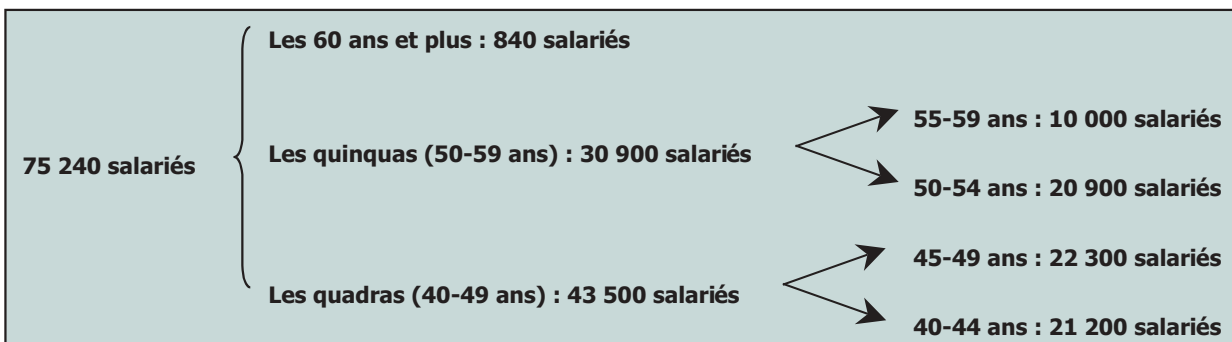 Les 60 ans et plus : 840 salariés
75 240 salariés
Les quinquas (50-59 ans) : 30 900 salariés
55-59 ans : 10 000 salariés
50-54 ans : 20 900 salariés
Les quadras (40-49 ans) : 43 500 salariés
45-49 ans : 22 300 salariés
40-44 ans : 21 200 salariés